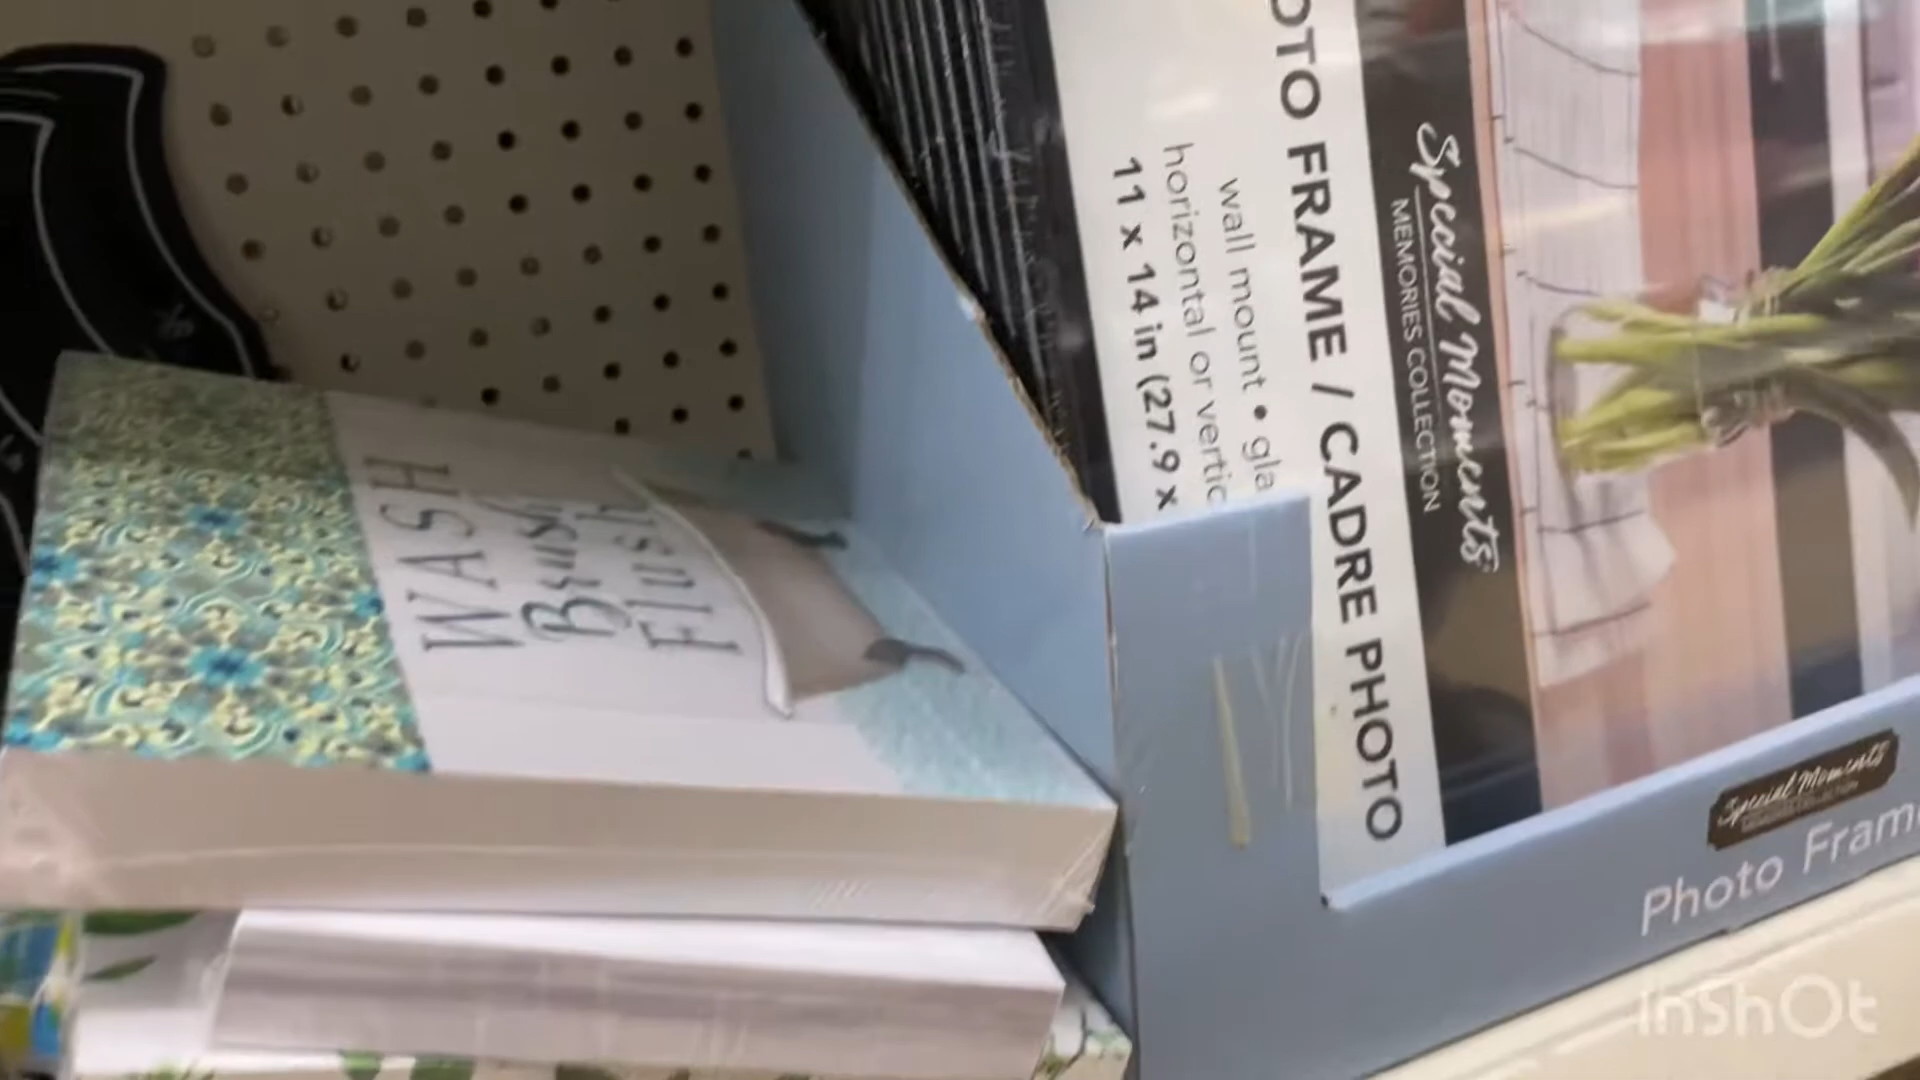 WASH
Brush
Flush
OTO FRAME / CADRE PHOTO
wall mount • gla
horizontal or vertic
11 x 14 in (27.9 x
Special Moments
MEMORIES COLLECTION
Special Moments
Photo Fram
InShOt